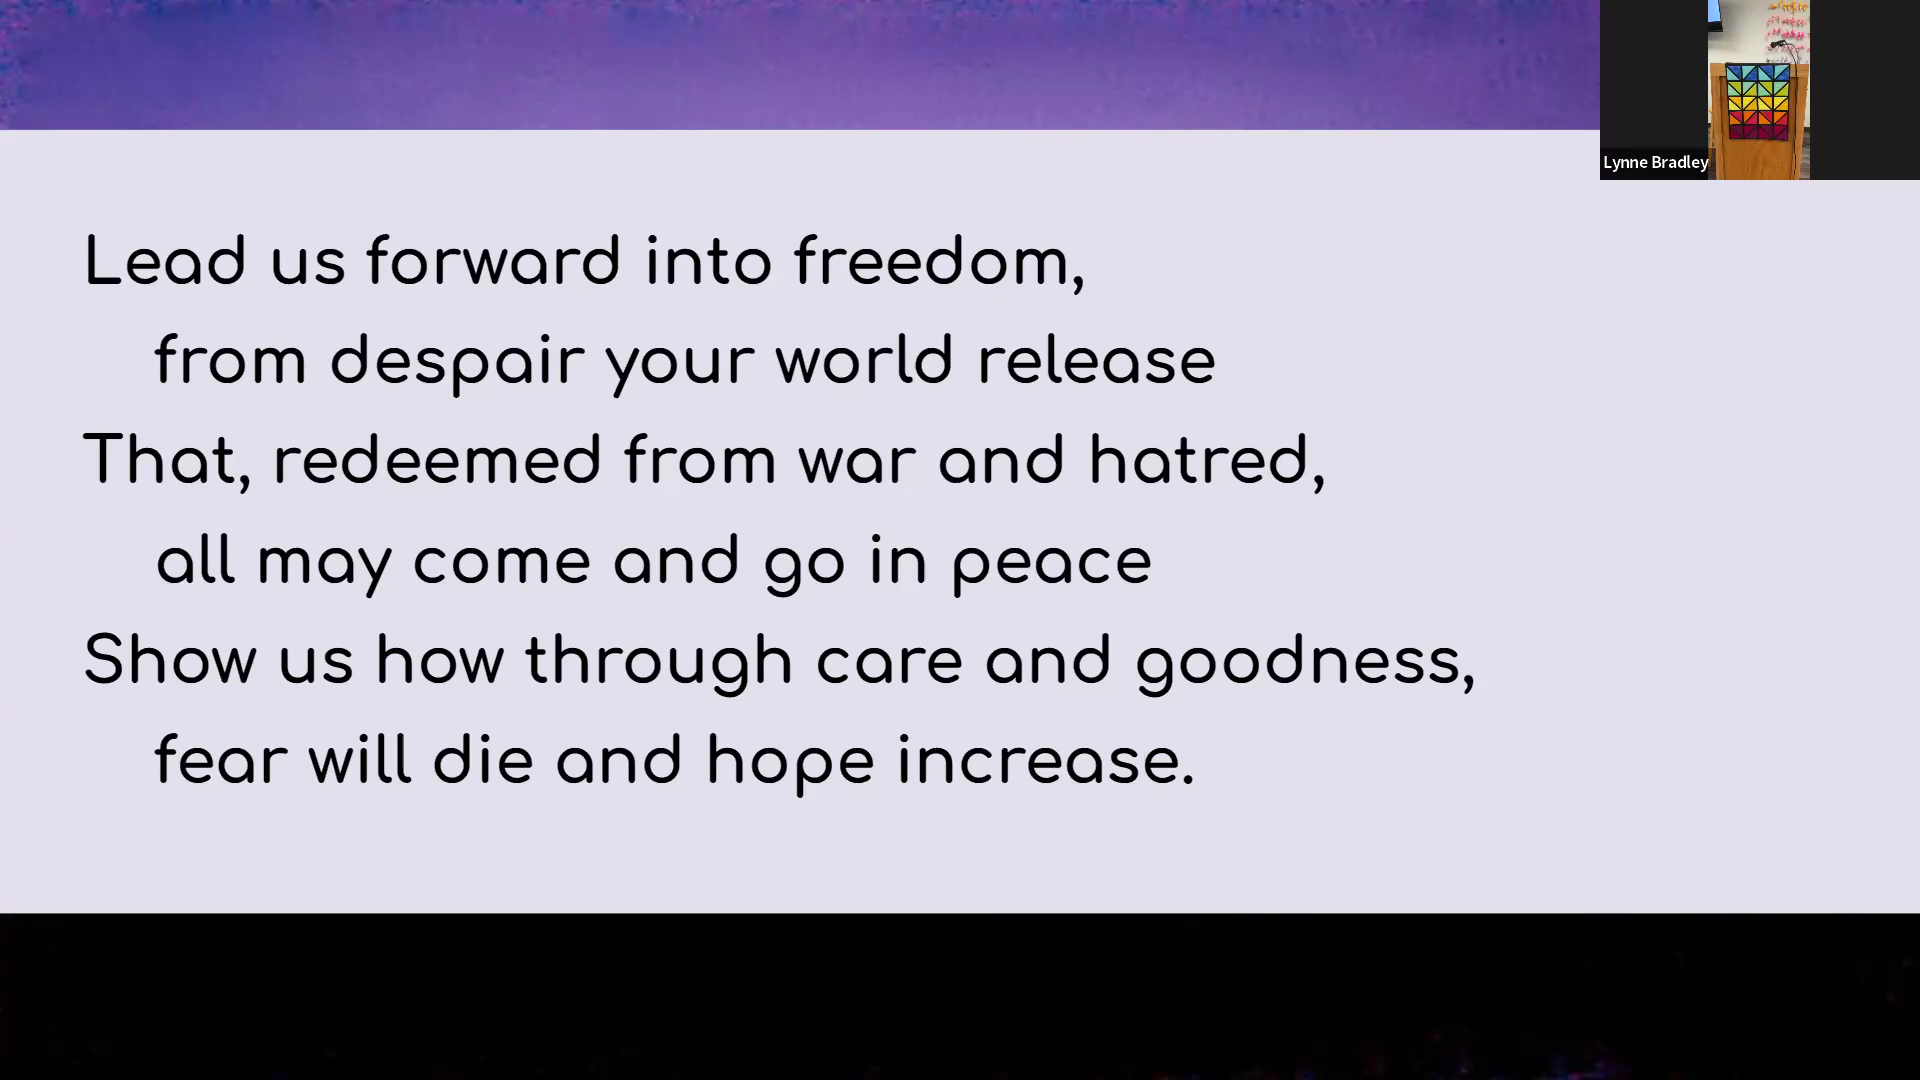 Lead us forward into freedom,
from despair your world release
That, redeemed from war and hatred,
all may come and go in peace
Show us how through care and goodness,
fear will die and hope increase.
Lynne Bradley